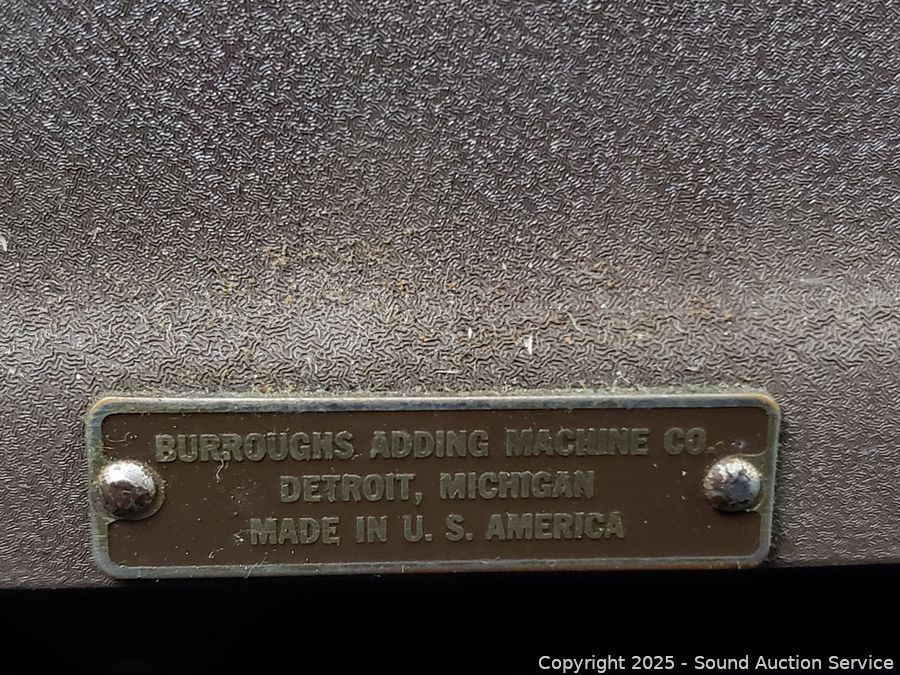 BURROUGHS ADDING MACHINE CO.
DETROIT, MICHIGAN
MADE IN U. S. AMERICA
Copyright 2025 - Sound Auction Service